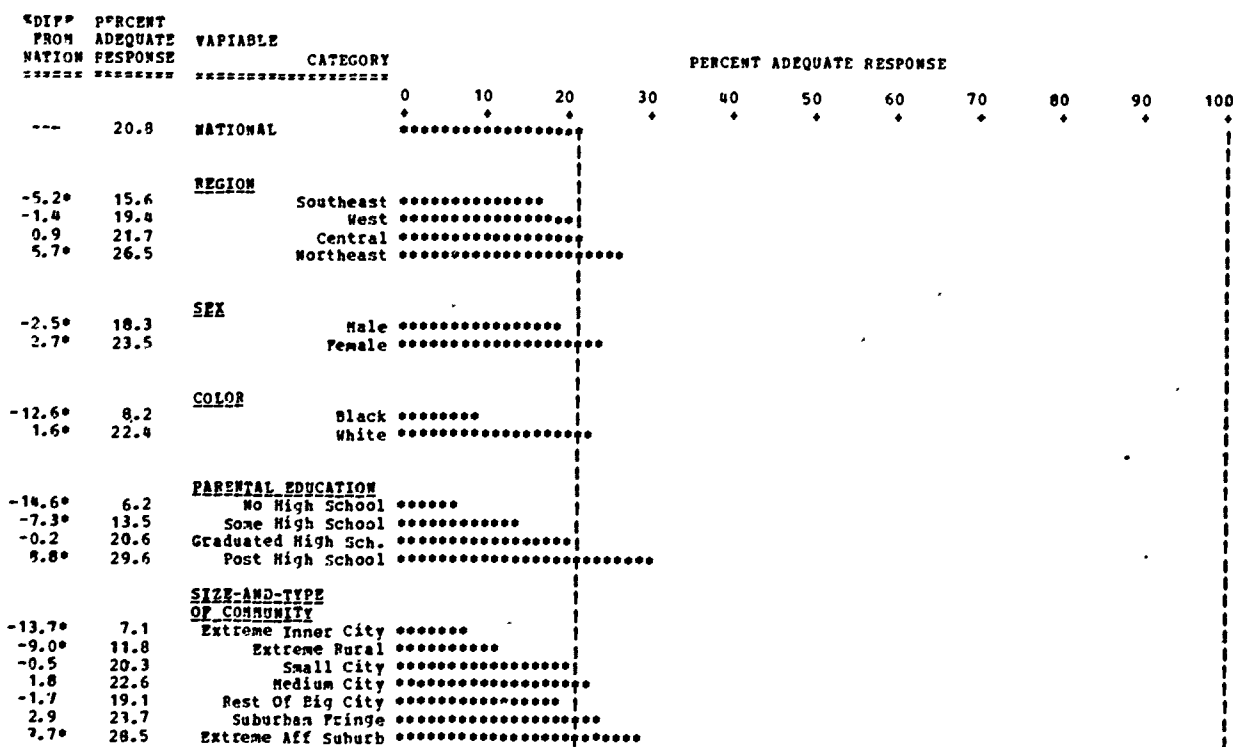 %DIFF PERCENT
FROM ADEQUATE VARIABLE
NATION RESPONSE CATEGORY PERCENT ADEQUATE RESPONSE
====== ======== ===================
0 10 20 30 40 50 60 70 80 90 100
--- 20.8 NATIONAL
REGION
-5.2* 15.6 Southeast
-1.4 19.4 West
0.9 21.7 Central
5.7* 26.5 Northeast
SEX
-2.5* 18.3 Male
2.7* 23.5 Female
COLOR
-12.6* 8.2 Black
1.6* 22.4 White
PARENTAL EDUCATION
-14.6* 6.2 No High School
-7.3* 13.5 Some High School
-0.2 20.6 Graduated High Sch.
8.8* 29.6 Post High School
SIZE-AND-TYPE
OF COMMUNITY
-13.7* 7.1 Extreme Inner City
-9.0* 11.8 Extreme Rural
-0.5 20.3 Small City
1.8 22.6 Medium City
-1.7 19.1 Rest Of Big City
2.9 23.7 Suburban Fringe
7.7* 28.5 Extreme Aff Suburb